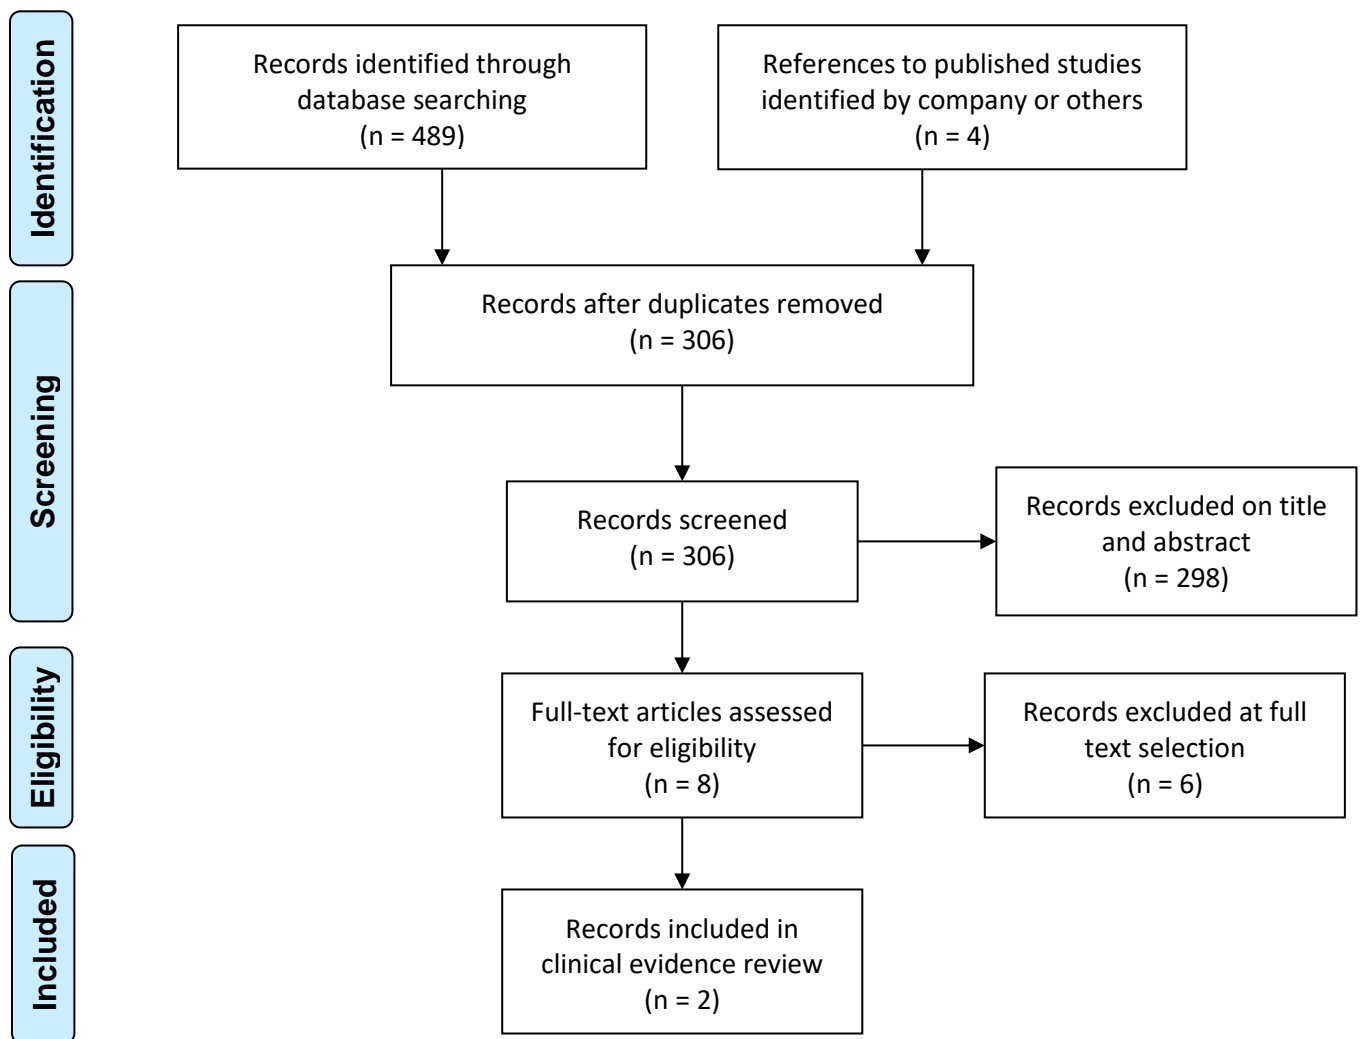 Identification
Records identified through
database searching
(n = 489)
References to published studies
identified by company or others
(n = 4)
Screening
Records after duplicates removed
(n = 306)
Records screened
(n = 306)
Records excluded on title
and abstract
(n = 298)
Eligibility
Full-text articles assessed
for eligibility
(n = 8)
Records excluded at full
text selection
(n = 6)
Included
Records included in
clinical evidence review
(n = 2)